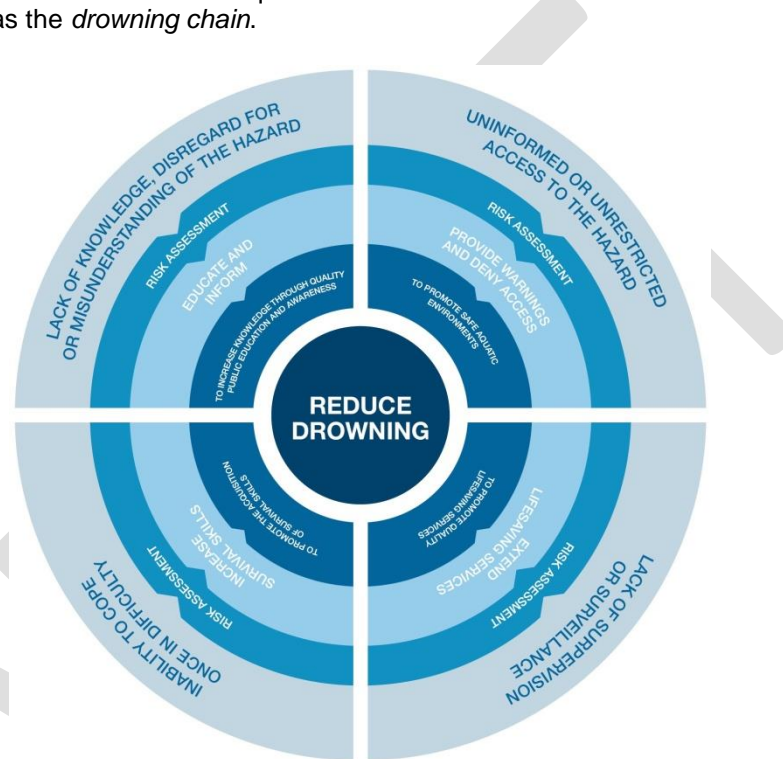 as the drowning chain.
LACK OF KNOWLEDGE, DISREGARD FOR
OR MISUNDERSTANDING OF THE HAZARD
RISK ASSESSMENT
EDUCATE AND
INFORM
TO INCREASE KNOWLEDGE THROUGH QUALITY
PUBLIC EDUCATION AND AWARENESS
UNINFORMED OR UNRESTRICTED
ACCESS TO THE HAZARD
RISK ASSESSMENT
PROVIDE WARNINGS
AND DENY ACCESS
TO PROMOTE SAFE AQUATIC
ENVIRONMENTS
REDUCE
DROWNING
TO PROMOTE THE ACQUISITION
OF SURVIVAL SKILLS
INCREASE
SURVIVAL SKILLS
RISK ASSESSMENT
INABILITY TO COPE
ONCE IN DIFFICULTY
TO PROMOTE QUALITY
LIFESAVING SERVICES
EXTEND
LIFESAVING SERVICES
RISK ASSESSMENT
LACK OF SURPERVISION
OR SURVEILLANCE